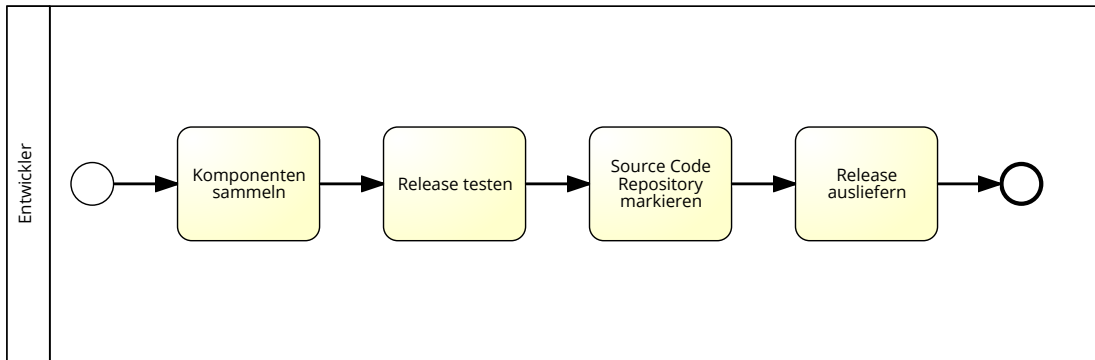 Entwickler
Komponenten
sammeln
Release testen
Source Code
Repository
markieren
Release
ausliefern